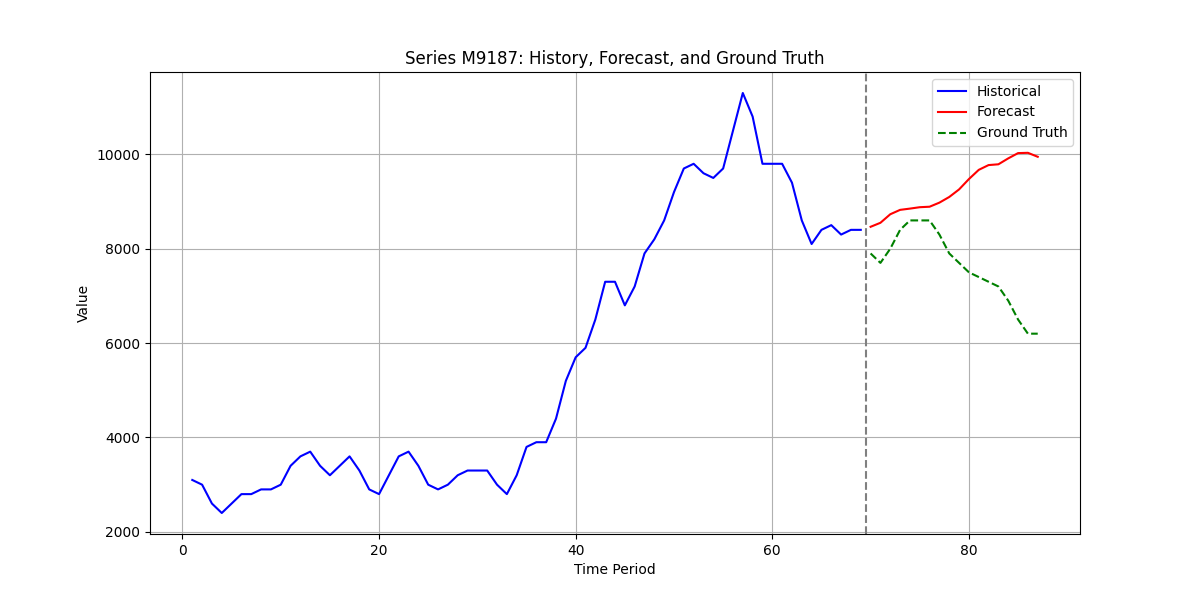 Series M9187: History, Forecast, and Ground Truth
Historical
Forecast
Ground Truth
10000
8000
6000
4000
2000
Value
0 20 40 60 80
Time Period